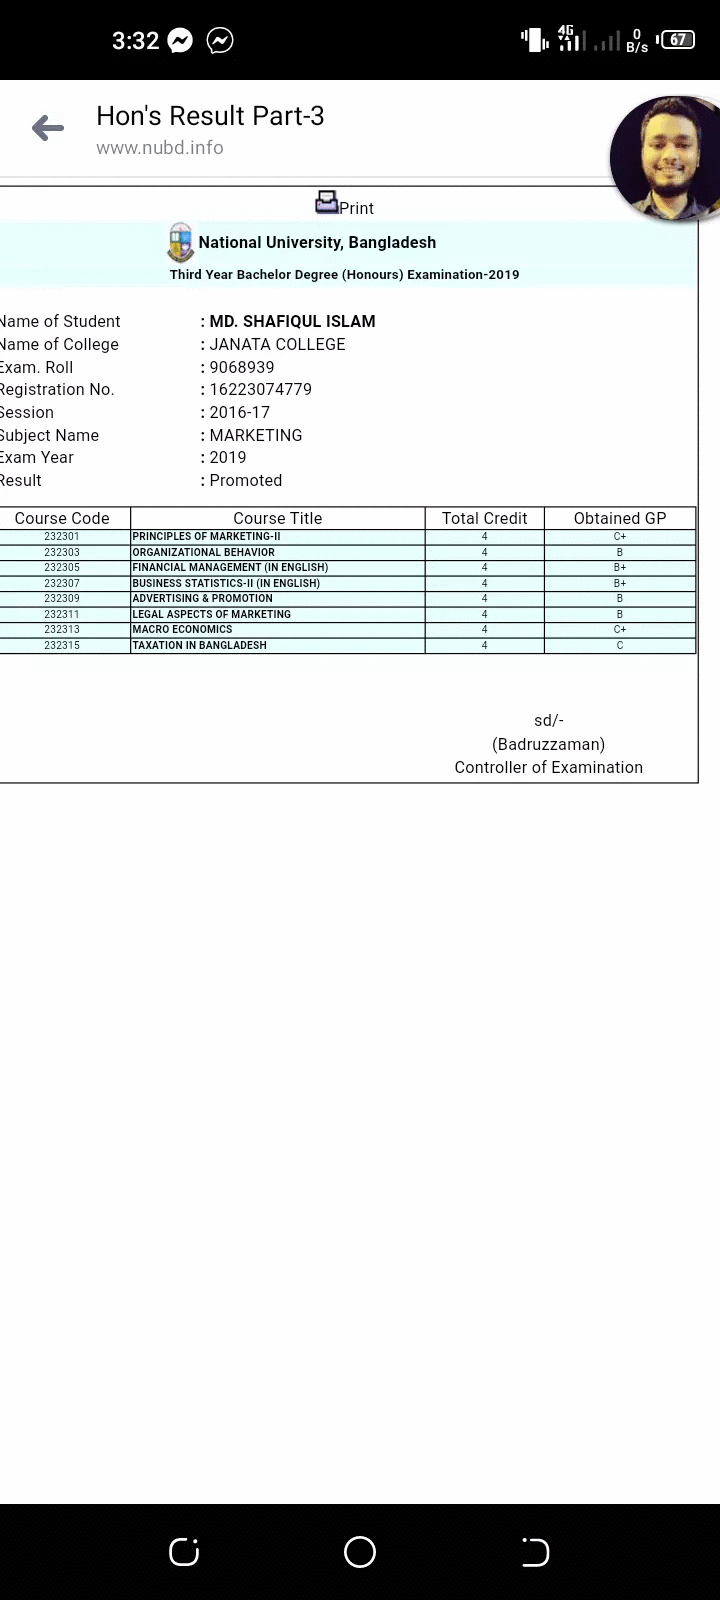 3:32
4G
0
B/s
67
Hon's Result Part-3
www.nubd.info
Print
National University, Bangladesh
Third Year Bachelor Degree (Honours) Examination-2019
Name of Student : MD. SHAFIQUL ISLAM
Name of College : JANATA COLLEGE
Exam. Roll : 9068939
Registration No. : 16223074779
Session : 2016-17
Subject Name : MARKETING
Exam Year : 2019
Result : Promoted
Course Code Course Title Total Credit Obtained GP
232301 PRINCIPLES OF MARKETING-II 4 C+
232303 ORGANIZATIONAL BEHAVIOR 4 B
232305 FINANCIAL MANAGEMENT (IN ENGLISH) 4 B+
232307 BUSINESS STATISTICS-II (IN ENGLISH) 4 B+
232309 ADVERTISING & PROMOTION 4 B
232311 LEGAL ASPECTS OF MARKETING 4 B
232313 MACRO ECONOMICS 4 C+
232315 TAXATION IN BANGLADESH 4 C
sd/-
(Badruzzaman)
Controller of Examination